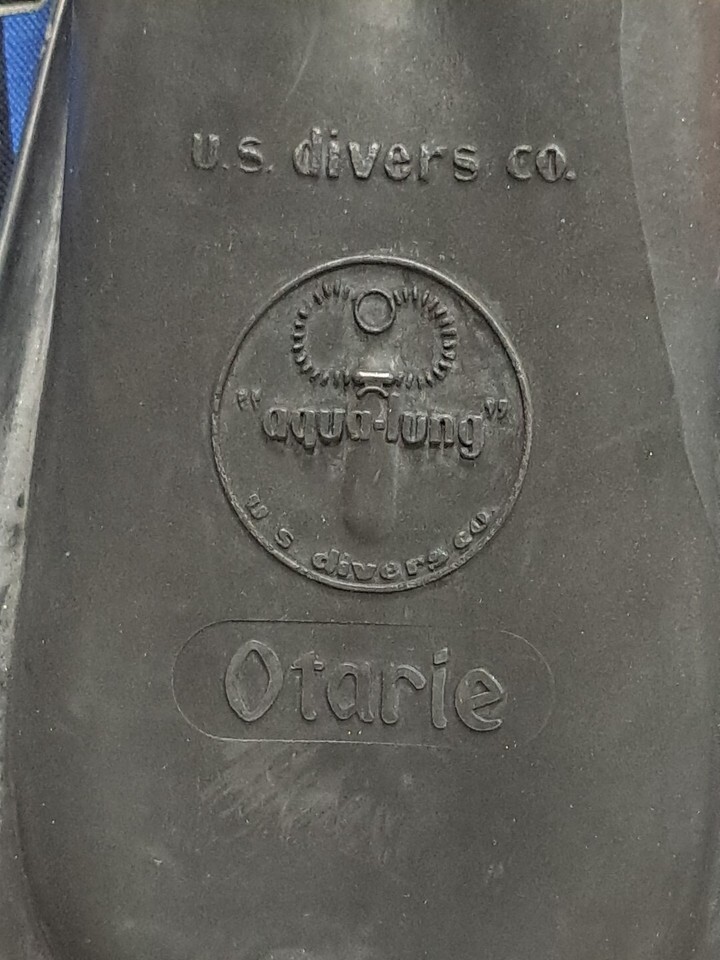 u.s. divers co.
"aqua-lung"
u.s. divers co.
Otarie